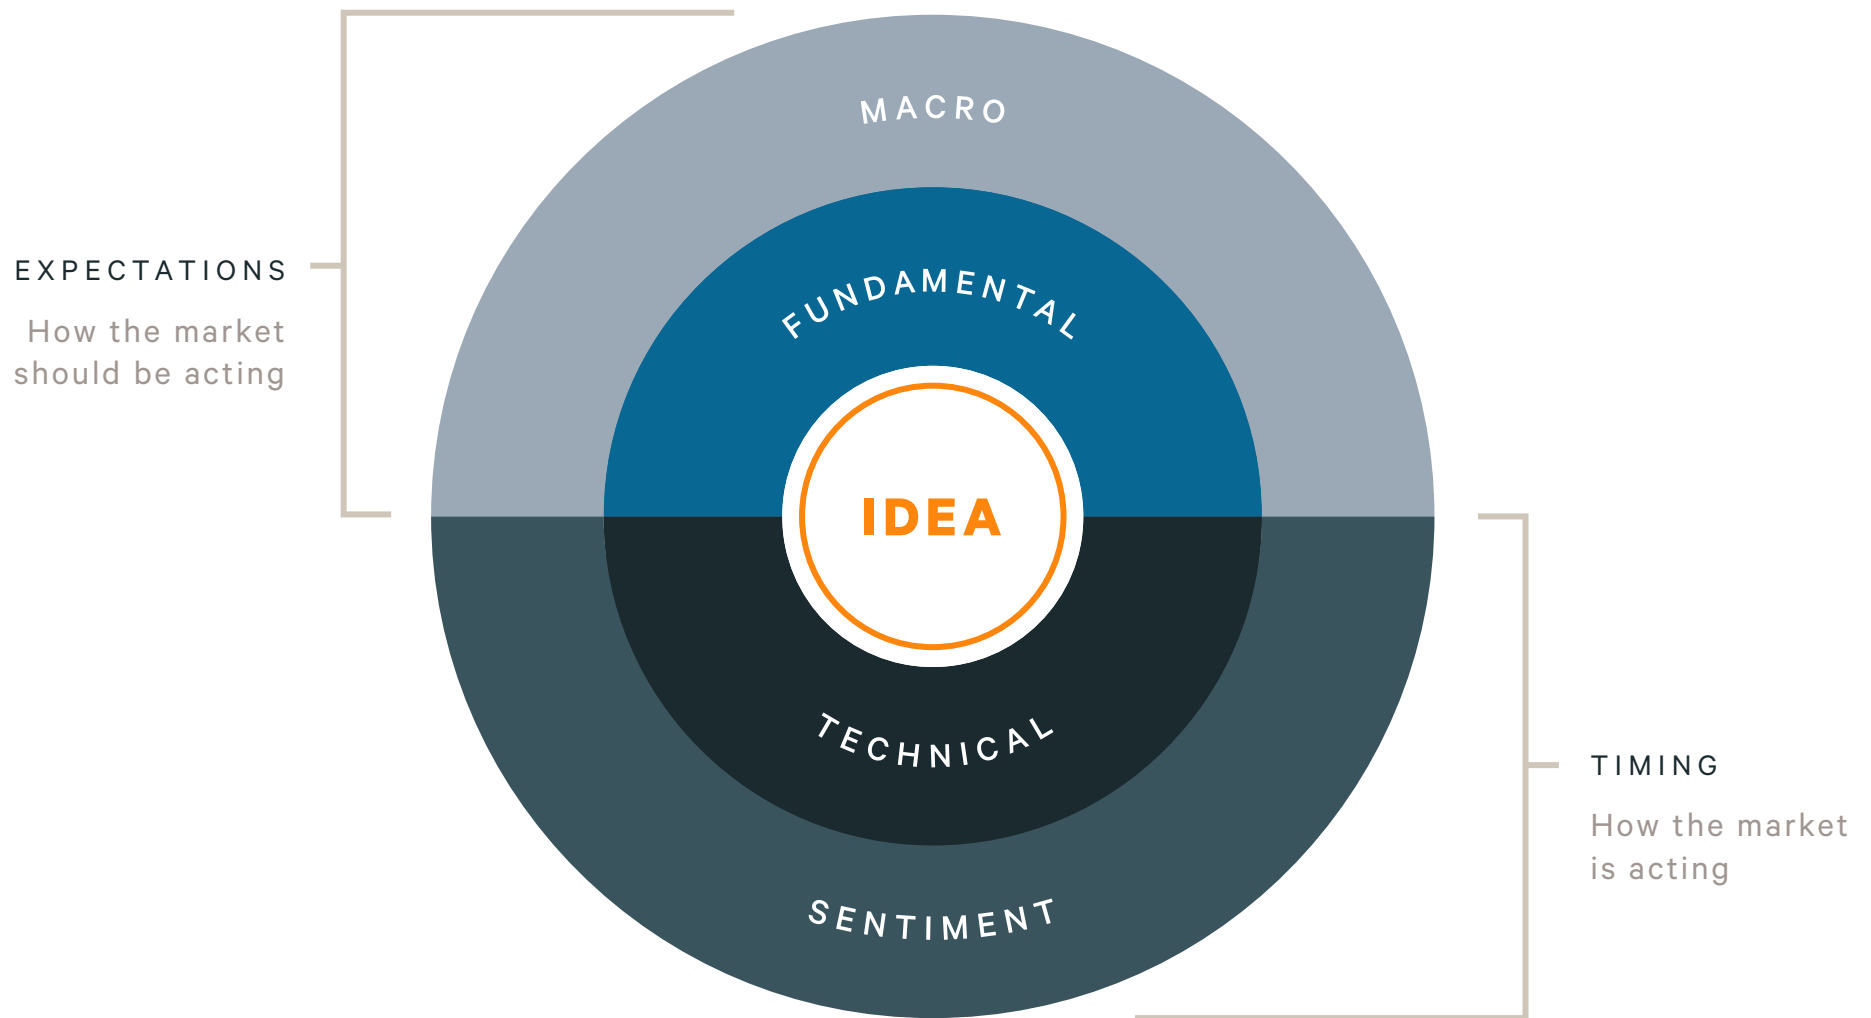 MACRO
EXPECTATIONS
How the market
should be acting
FUNDAMENTAL
IDEA
TECHNICAL
TIMING
How the market
is acting
SENTIMENT